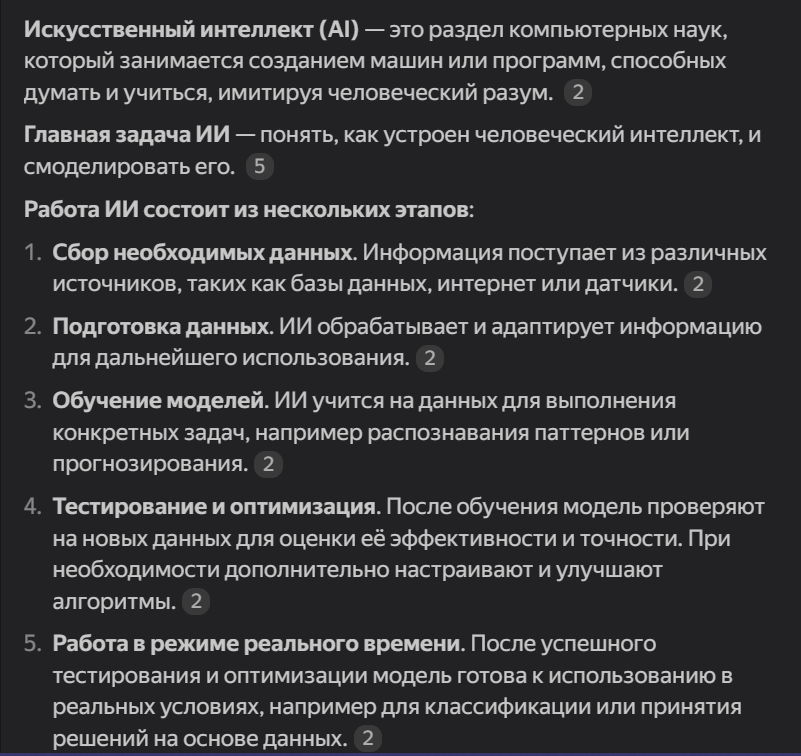 Искусственный интеллект (AI) — это раздел компьютерных наук,
который занимается созданием машин или программ, способных
думать и учиться, имитируя человеческий разум. 2
Главная задача ИИ — понять, как устроен человеческий интеллект, и
смоделировать его. 5
Работа ИИ состоит из нескольких этапов:
1. Сбор необходимых данных. Информация поступает из различных
источников, таких как базы данных, интернет или датчики. 2
2. Подготовка данных. ИИ обрабатывает и адаптирует информацию
для дальнейшего использования. 2
3. Обучение моделей. ИИ учится на данных для выполнения
конкретных задач, например распознавания паттернов или
прогнозирования. 2
4. Тестирование и оптимизация. После обучения модель проверяют
на новых данных для оценки её эффективности и точности. При
необходимости дополнительно настраивают и улучшают
алгоритмы. 2
5. Работа в режиме реального времени. После успешного
тестирования и оптимизации модель готова к использованию в
реальных условиях, например для классификации или принятия
решений на основе данных. 2